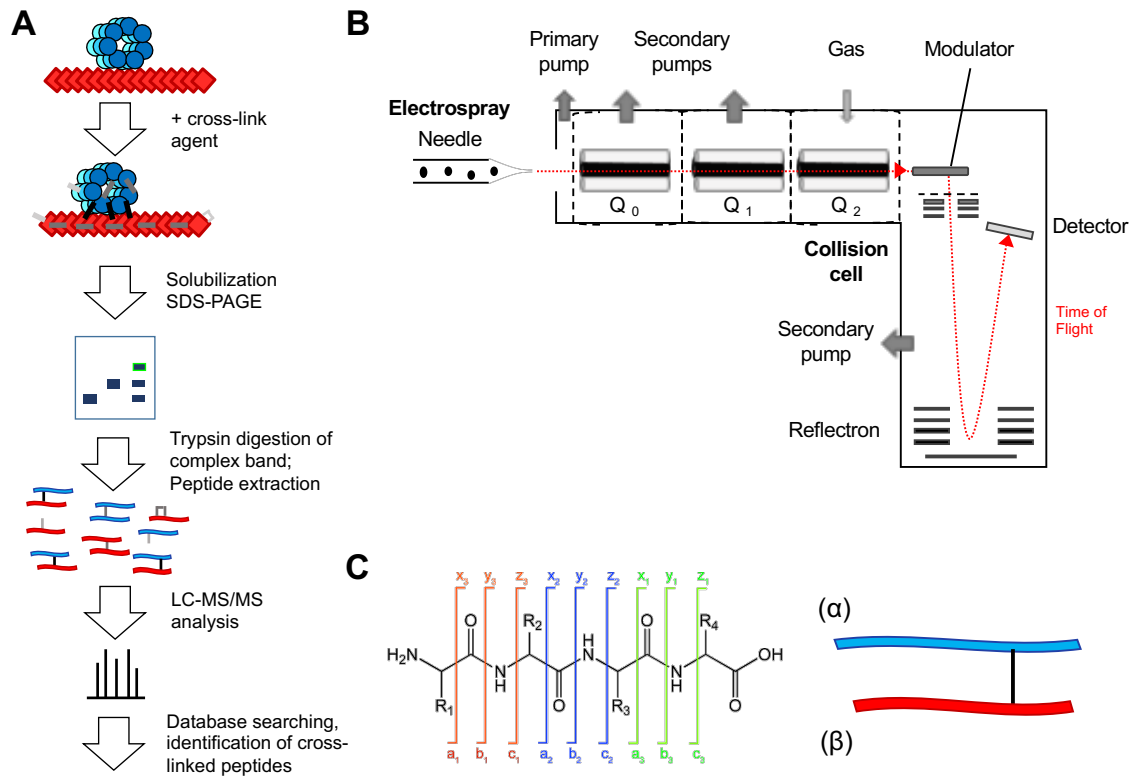 A
+ cross-link
agent
Solubilization
SDS-PAGE
Trypsin digestion of
complex band;
Peptide extraction
LC-MS/MS
analysis
Database searching,
identification of cross-
linked peptides
B
Primary
pump
Secondary
pumps
Gas
Modulator
Electrospray
Needle
Q 0
Q 1
Q 2
Collision
cell
Detector
Time of
Flight
Secondary
pump
Reflectron
C
x3 y3 z3 x2 y2 z2 x1 y1 z1
O R2 H N O R4
H2N N H O N H OH
R1 O R3 O
a1 b1 c1 a2 b2 c2 a3 b3 c3
(α)
(β)